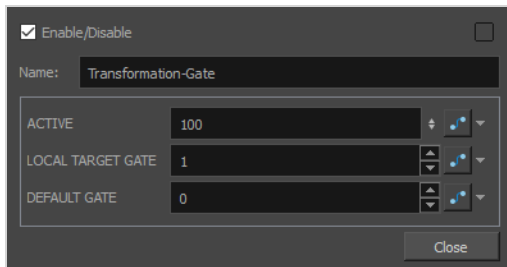 Enable/Disable
Name: Transformation-Gate
ACTIVE 100
LOCAL TARGET GATE 1
DEFAULT GATE 0
Close